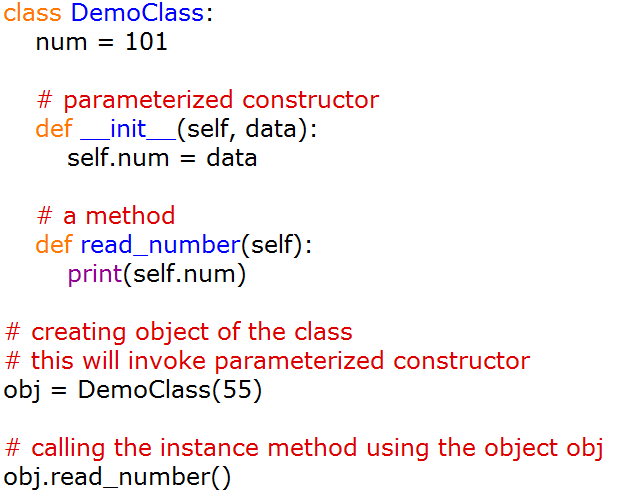 class DemoClass:
    num = 101

    # parameterized constructor
    def __init__(self, data):
        self.num = data

    # a method
    def read_number(self):
        print(self.num)

# creating object of the class
# this will invoke parameterized constructor
obj = DemoClass(55)

# calling the instance method using the object obj
obj.read_number()